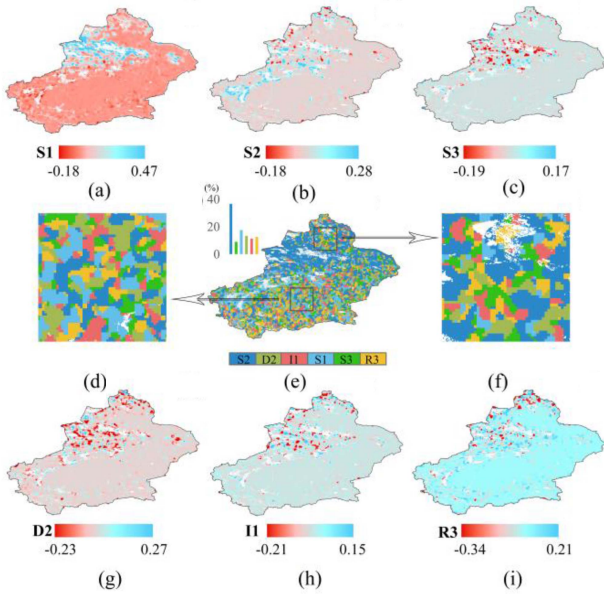 S1
-0.18 0.47
(a)
S2
-0.18 0.28
(b)
S3
-0.19 0.17
(c)
(%)
40
20
0
S2 D2 I1 S1 S3 R3
(d)
(e)
(f)
D2
-0.23 0.27
(g)
I1
-0.21 0.15
(h)
R3
-0.34 0.21
(i)